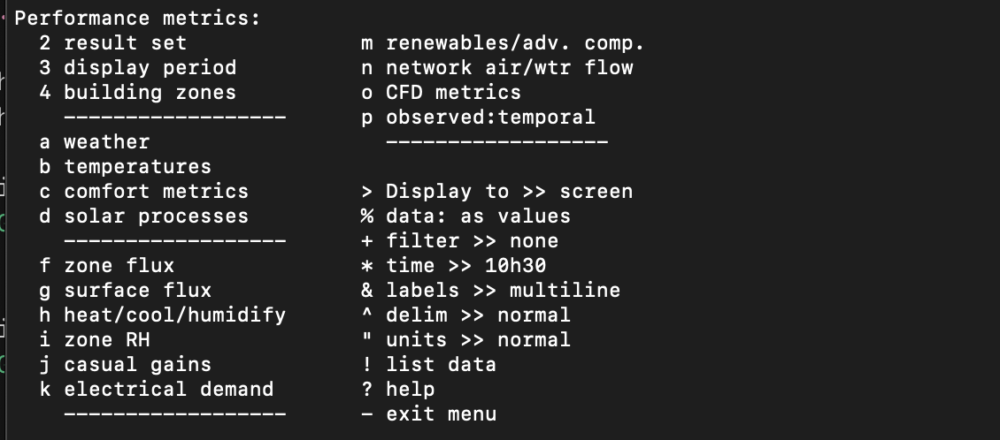 Performance metrics:
2 result set m renewables/adv. comp.
3 display period n network air/wtr flow
4 building zones o CFD metrics
------------------ p observed:temporal
a weather ------------------
b temperatures
c comfort metrics > Display to >> screen
d solar processes % data: as values
------------------ + filter >> none
f zone flux * time >> 10h30
g surface flux & labels >> multiline
h heat/cool/humidify ^ delim >> normal
i zone RH " units >> normal
j casual gains ! list data
k electrical demand ? help
------------------ - exit menu